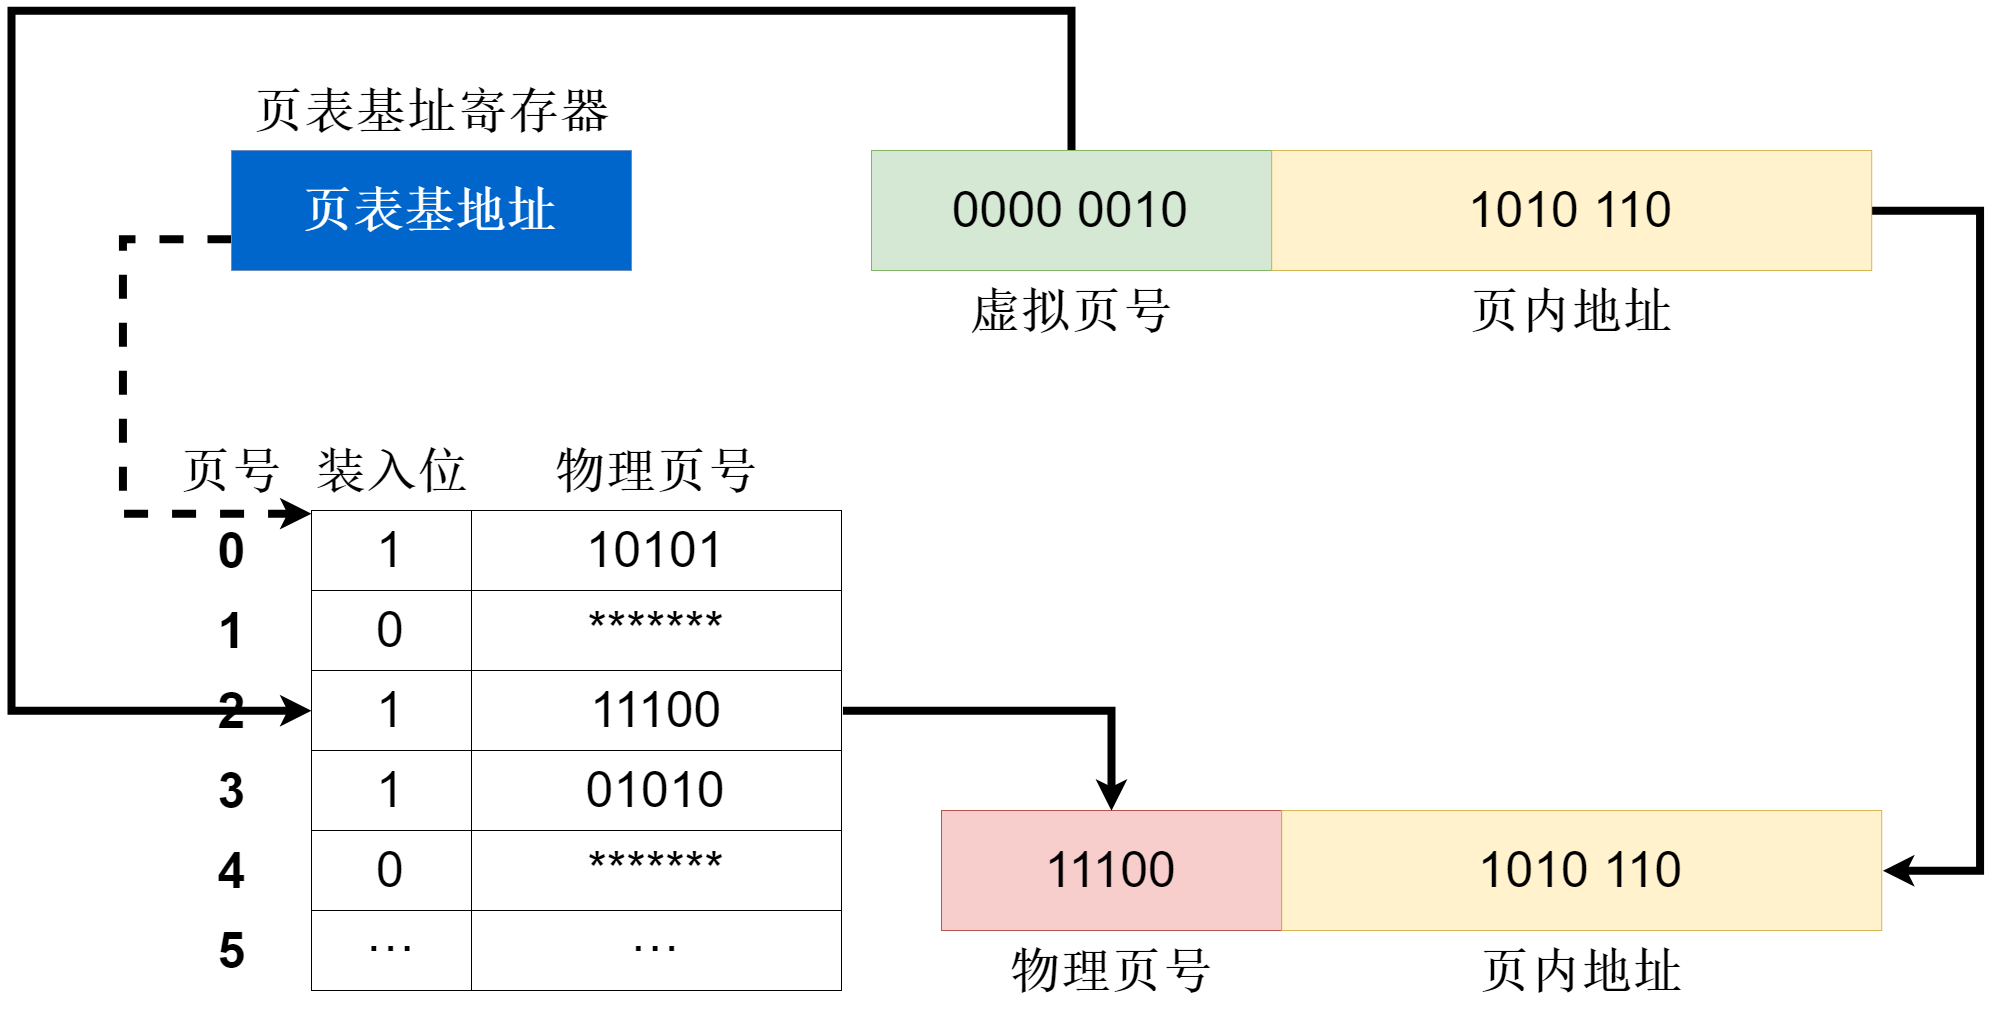 页表基址寄存器
页表基地址
0000 0010 1010 110
虚拟页号 页内地址
页号 装入位 物理页号
0 1 10101
1 0 *******
2 1 11100
3 1 01010
4 0 *******
5 ... ...
11100 1010 110
物理页号 页内地址